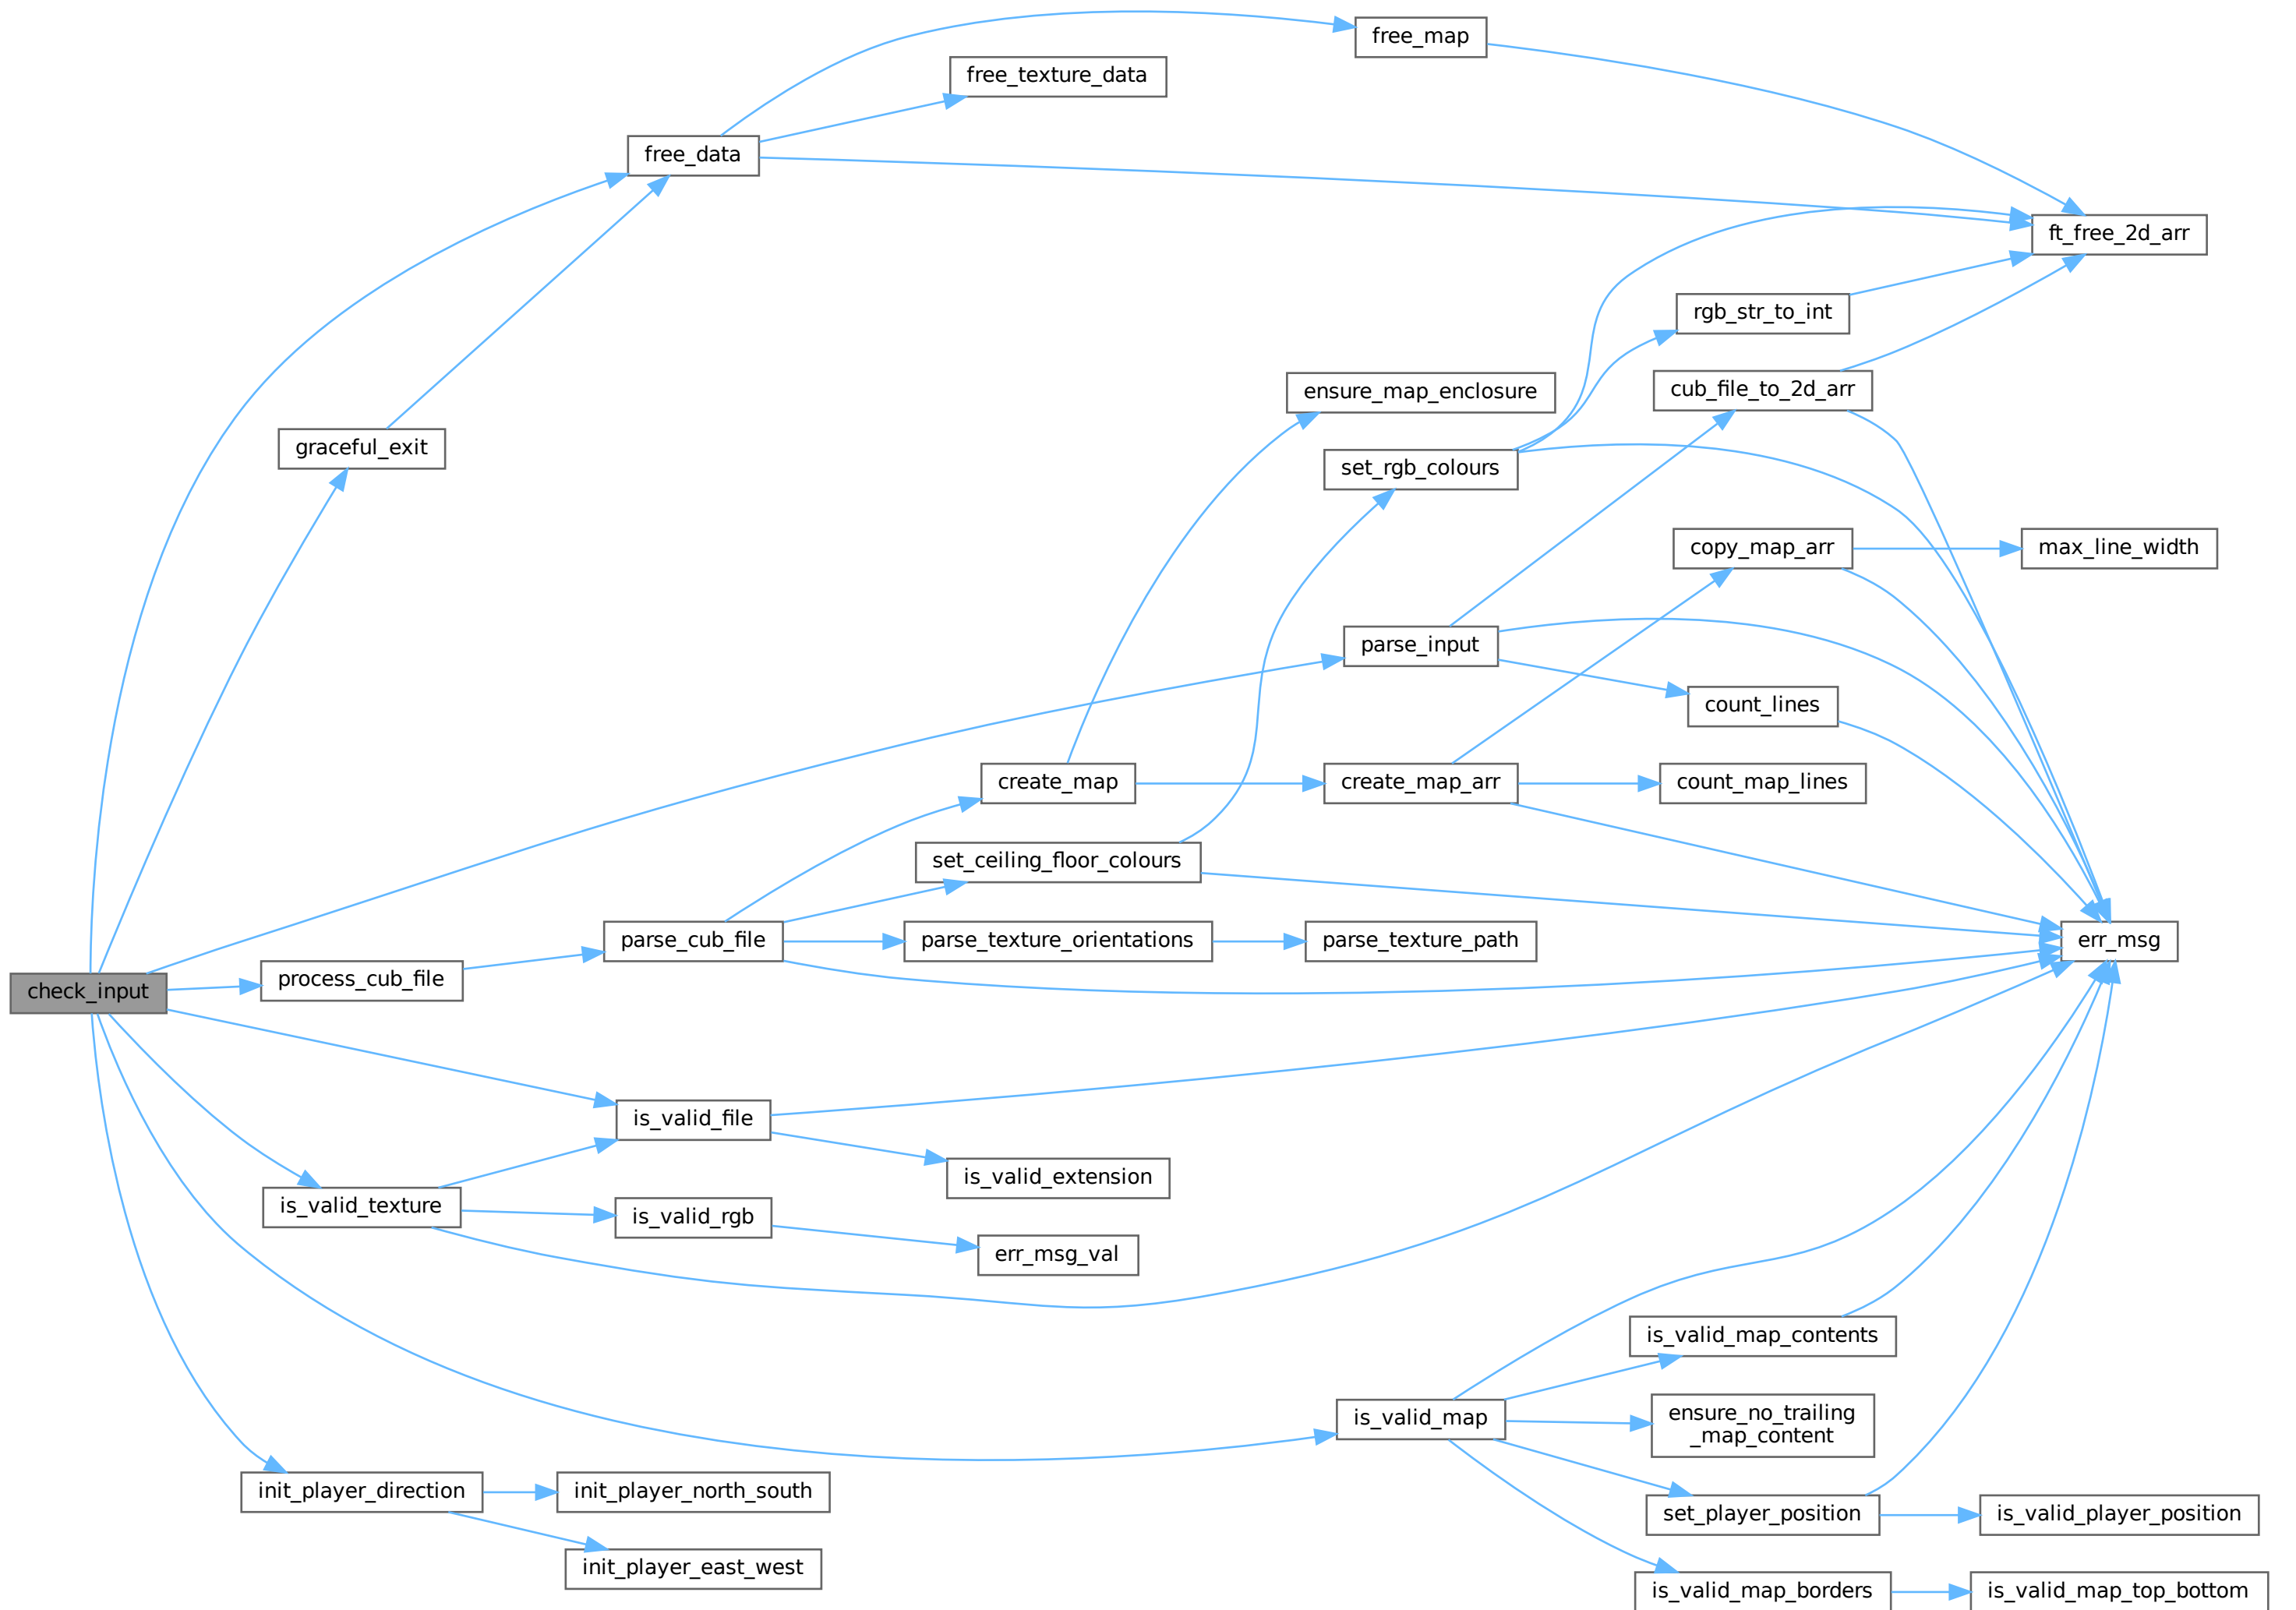 free_map
free_texture_data
free_data
ft_free_2d_arr
rgb_str_to_int
cub_file_to_2d_arr
ensure_map_enclosure
graceful_exit
set_rgb_colours
copy_map_arr
max_line_width
parse_input
count_lines
create_map
create_map_arr
count_map_lines
set_ceiling_floor_colours
parse_cub_file
parse_texture_orientations
parse_texture_path
err_msg
process_cub_file
check_input
is_valid_file
is_valid_extension
is_valid_texture
is_valid_rgb
err_msg_val
is_valid_map_contents
is_valid_map
ensure_no_trailing
_map_content
init_player_direction
init_player_north_south
set_player_position
is_valid_player_position
init_player_east_west
is_valid_map_borders
is_valid_map_top_bottom